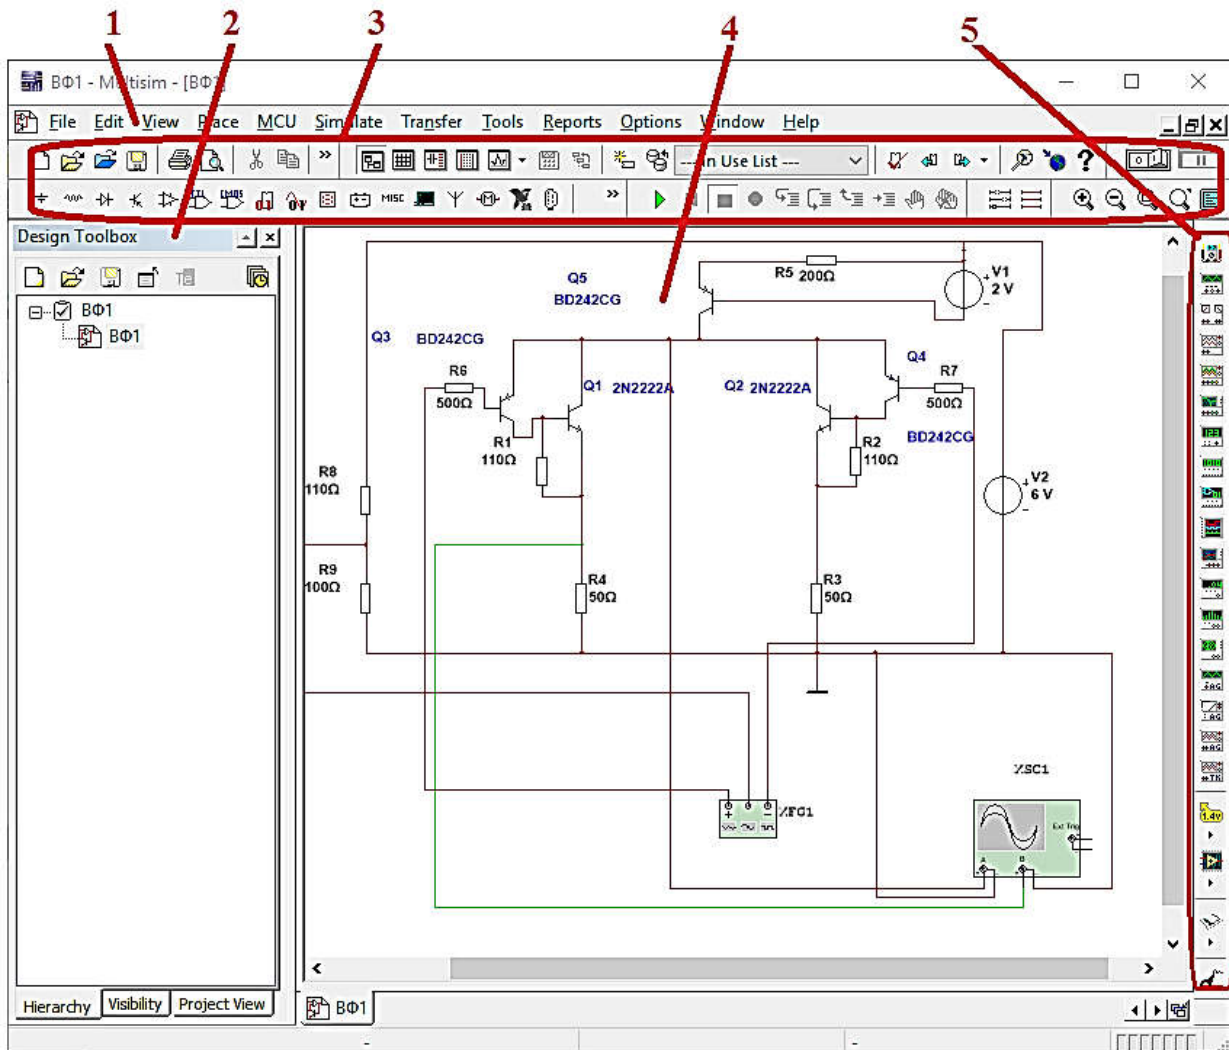 1 2 3 4 5
ВФ1 - Multisim - [ВФ1]
File Edit View Place MCU Simulate Transfer Tools Reports Options Window Help
--- In Use List ---
MISC
Design Toolbox
ВФ1
ВФ1
Q5
BD242CG
R5 200Ω
V1
2 V
Q3 BD242CG
R6
500Ω
Q1 2N2222A
Q2 2N2222A
Q4
R7
500Ω
BD242CG
R1
110Ω
R2
110Ω
R8
110Ω
V2
6 V
R9
100Ω
R4
50Ω
R3
50Ω
XSC1
XFG1
Ext Trig
A B
1.4v
Hierarchy Visibility Project View
ВФ1